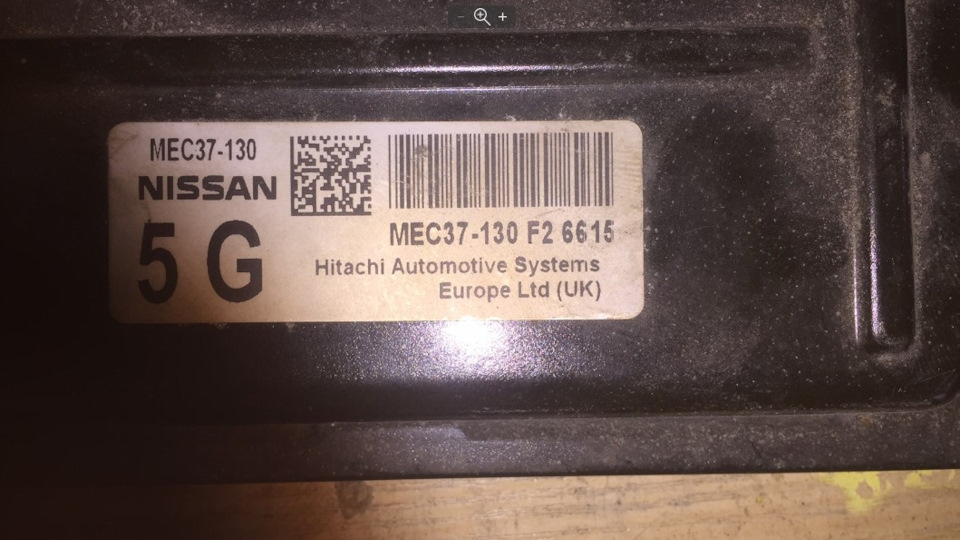 MEC37-130
NISSAN
5 G
MEC37-130 F2 6615
Hitachi Automotive Systems
Europe Ltd (UK)